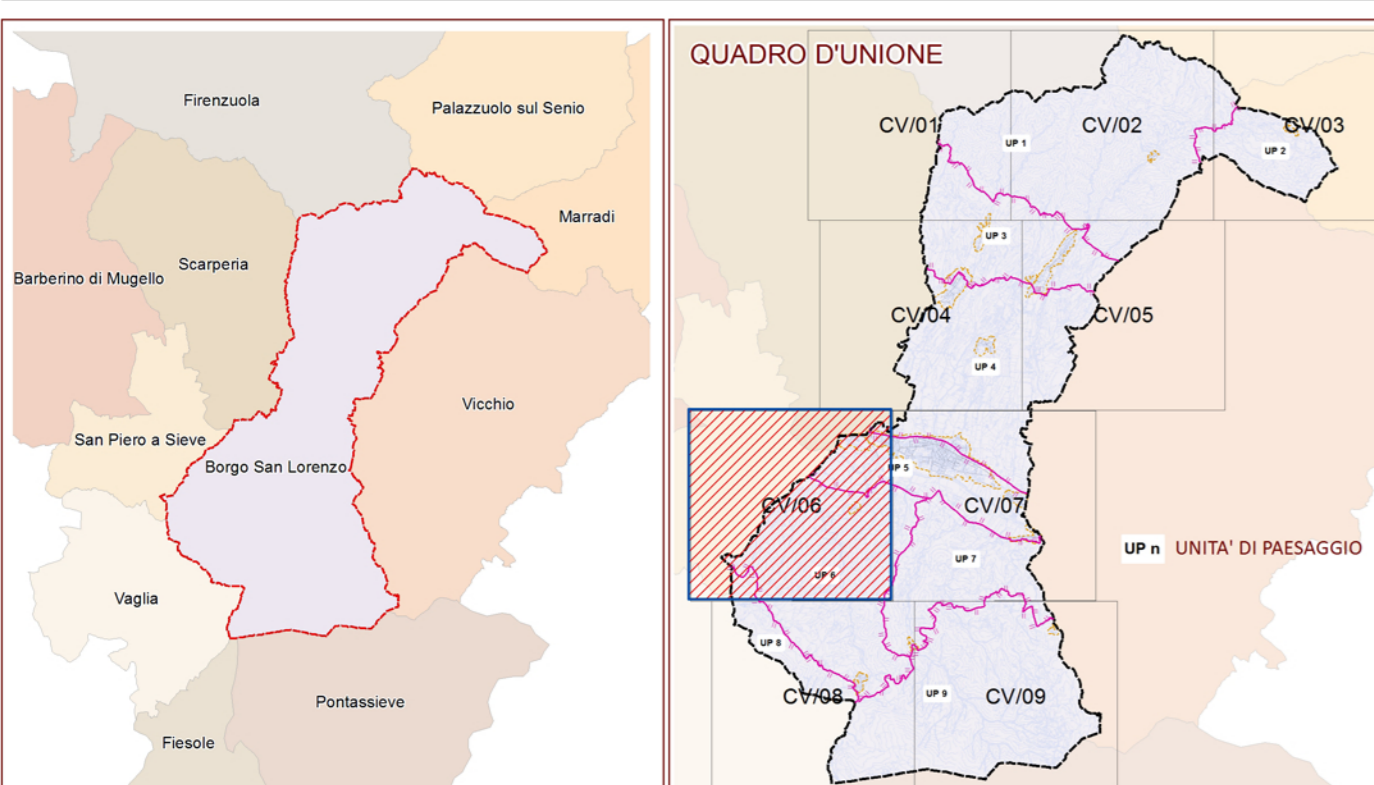 Firenzuola
Palazzuolo sul Senio
Marradi
Scarperia
Barberino di Mugello
Vicchio
San Piero a Sieve
Borgo San Lorenzo
Vaglia
Pontassieve
Fiesole
QUADRO D'UNIONE
CV/01
CV/02
CV/03
UP 1
UP 2
UP 3
CV/04
CV/05
UP 4
UP 5
CV/06
CV/07
UP n UNITA' DI PAESAGGIO
UP 7
UP 6
UP 8
UP 9
CV/08
CV/09